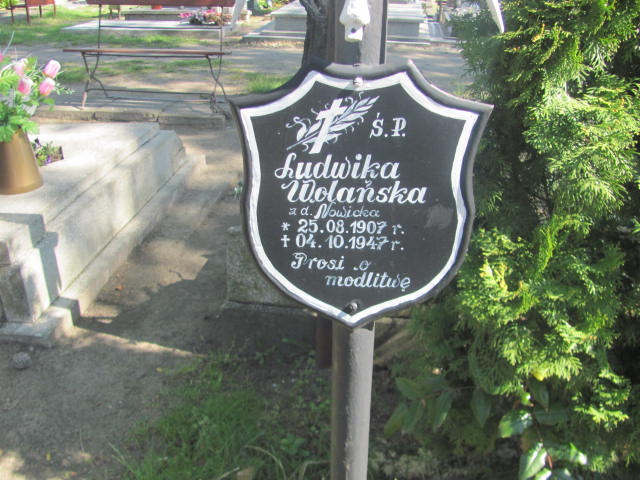 Ś.P.
Ludwika
Wolańska
z d. Nowicka
* 25.08.1907 r.
✝ 04.10.1947 r.
Prosi o
modlitwę